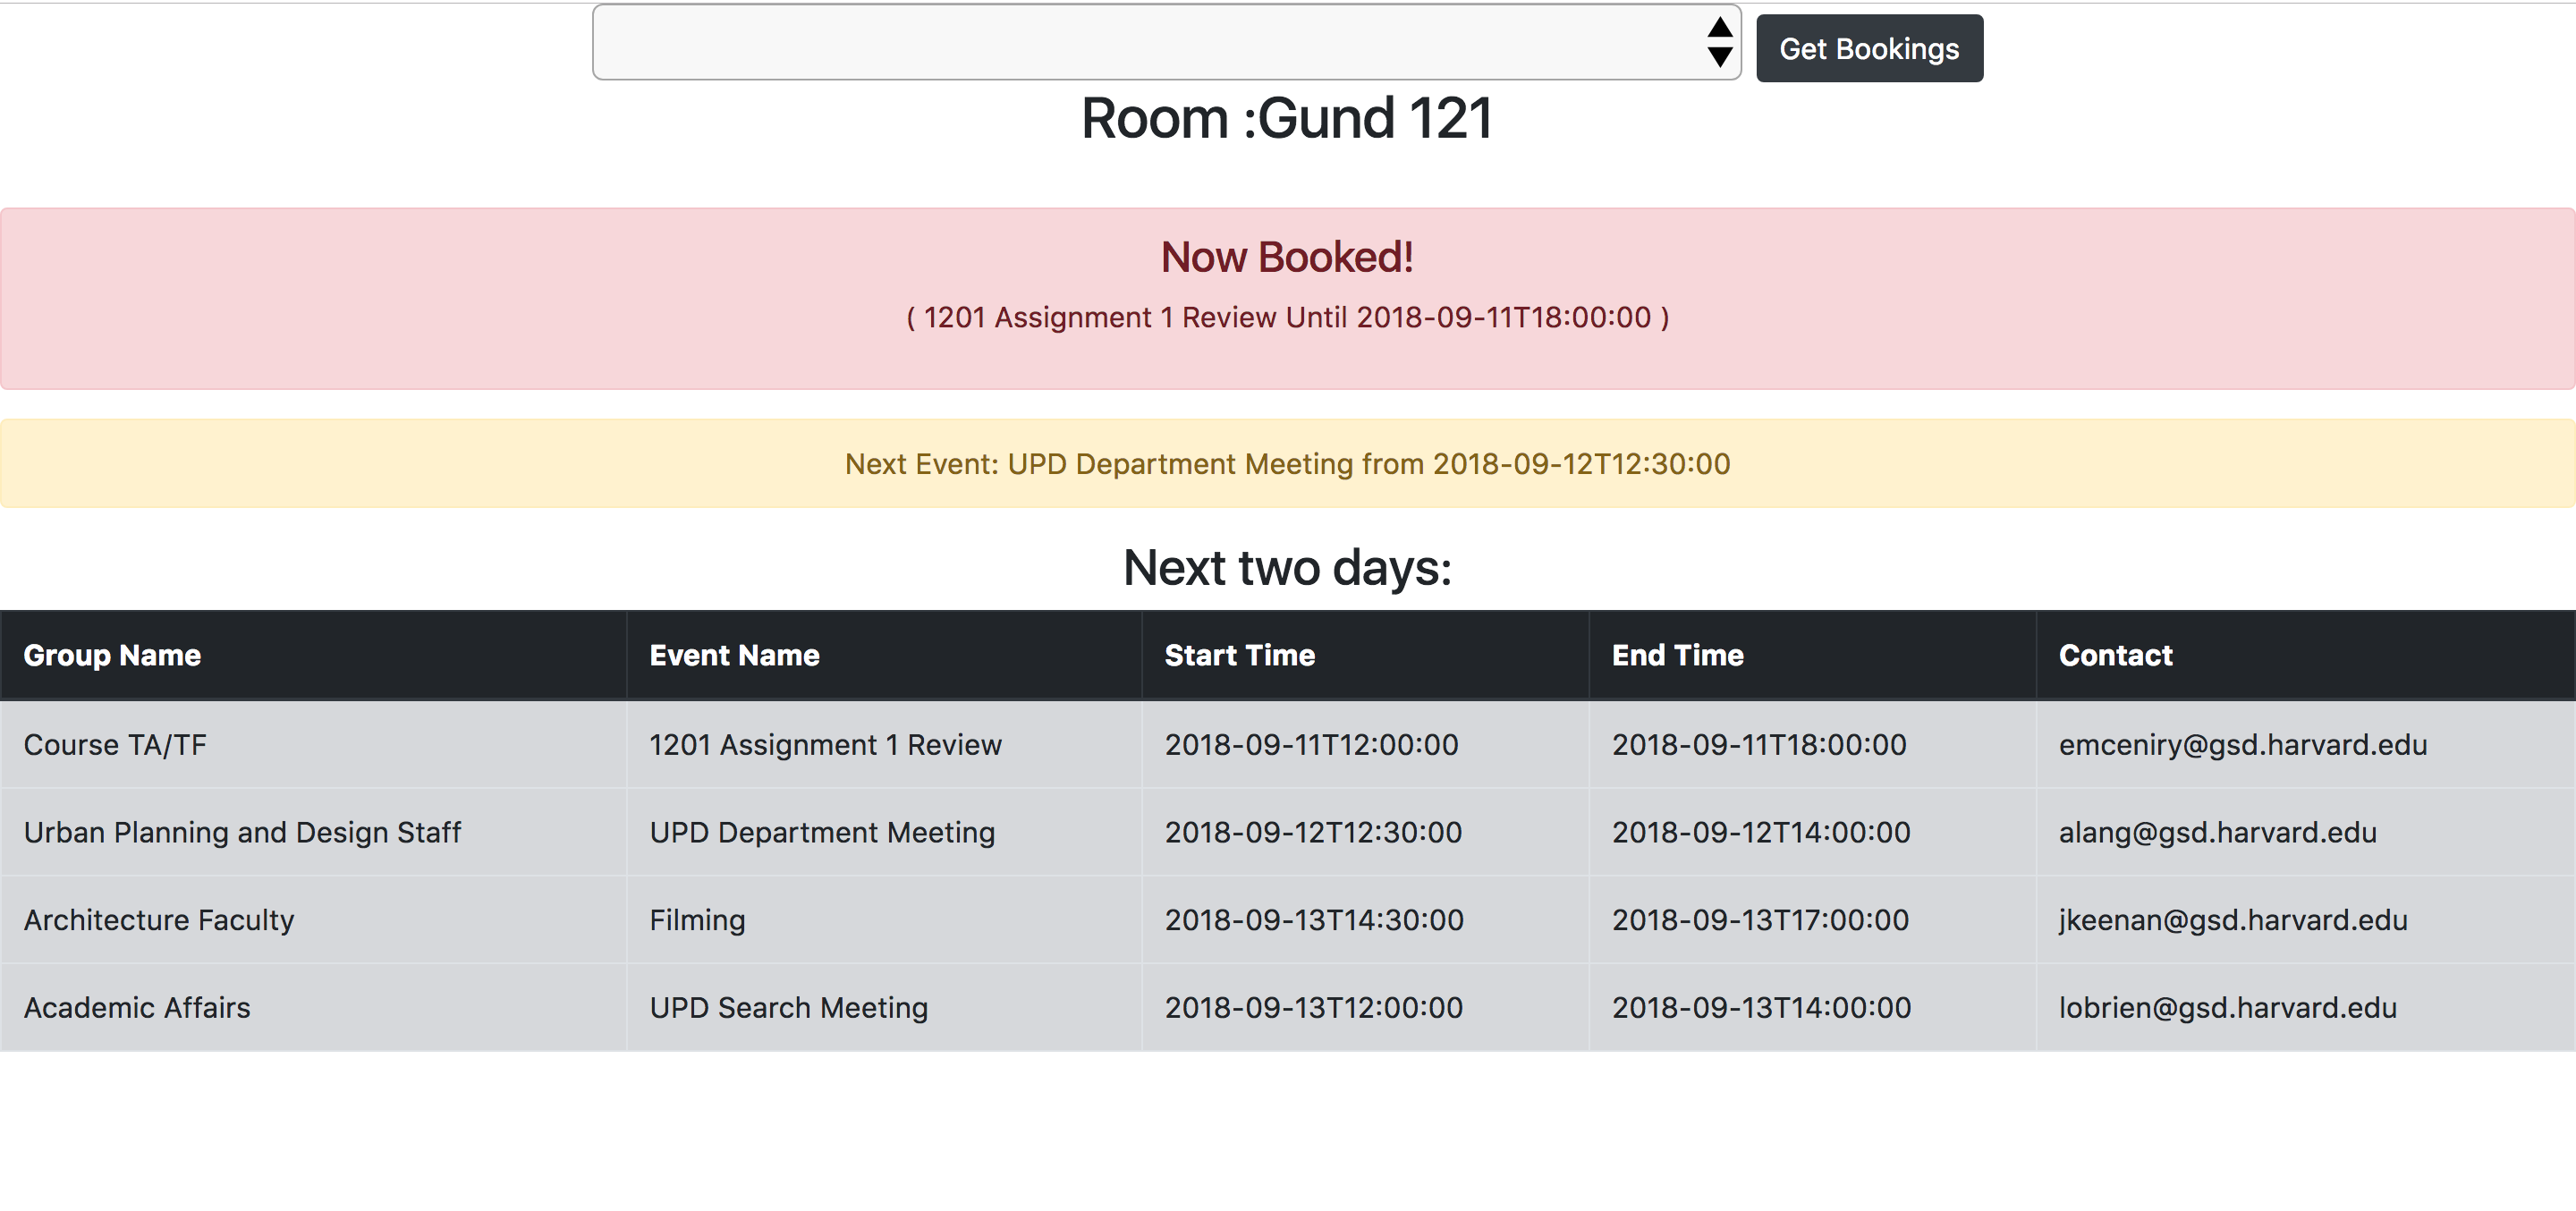 Get Bookings
Room :Gund 121
Now Booked!
( 1201 Assignment 1 Review Until 2018-09-11T18:00:00 )
Next Event: UPD Department Meeting from 2018-09-12T12:30:00
Next two days:
Group Name Event Name Start Time End Time Contact
Course TA/TF 1201 Assignment 1 Review 2018-09-11T12:00:00 2018-09-11T18:00:00 emceniry@gsd.harvard.edu
Urban Planning and Design Staff UPD Department Meeting 2018-09-12T12:30:00 2018-09-12T14:00:00 alang@gsd.harvard.edu
Architecture Faculty Filming 2018-09-13T14:30:00 2018-09-13T17:00:00 jkeenan@gsd.harvard.edu
Academic Affairs UPD Search Meeting 2018-09-13T12:00:00 2018-09-13T14:00:00 lobrien@gsd.harvard.edu